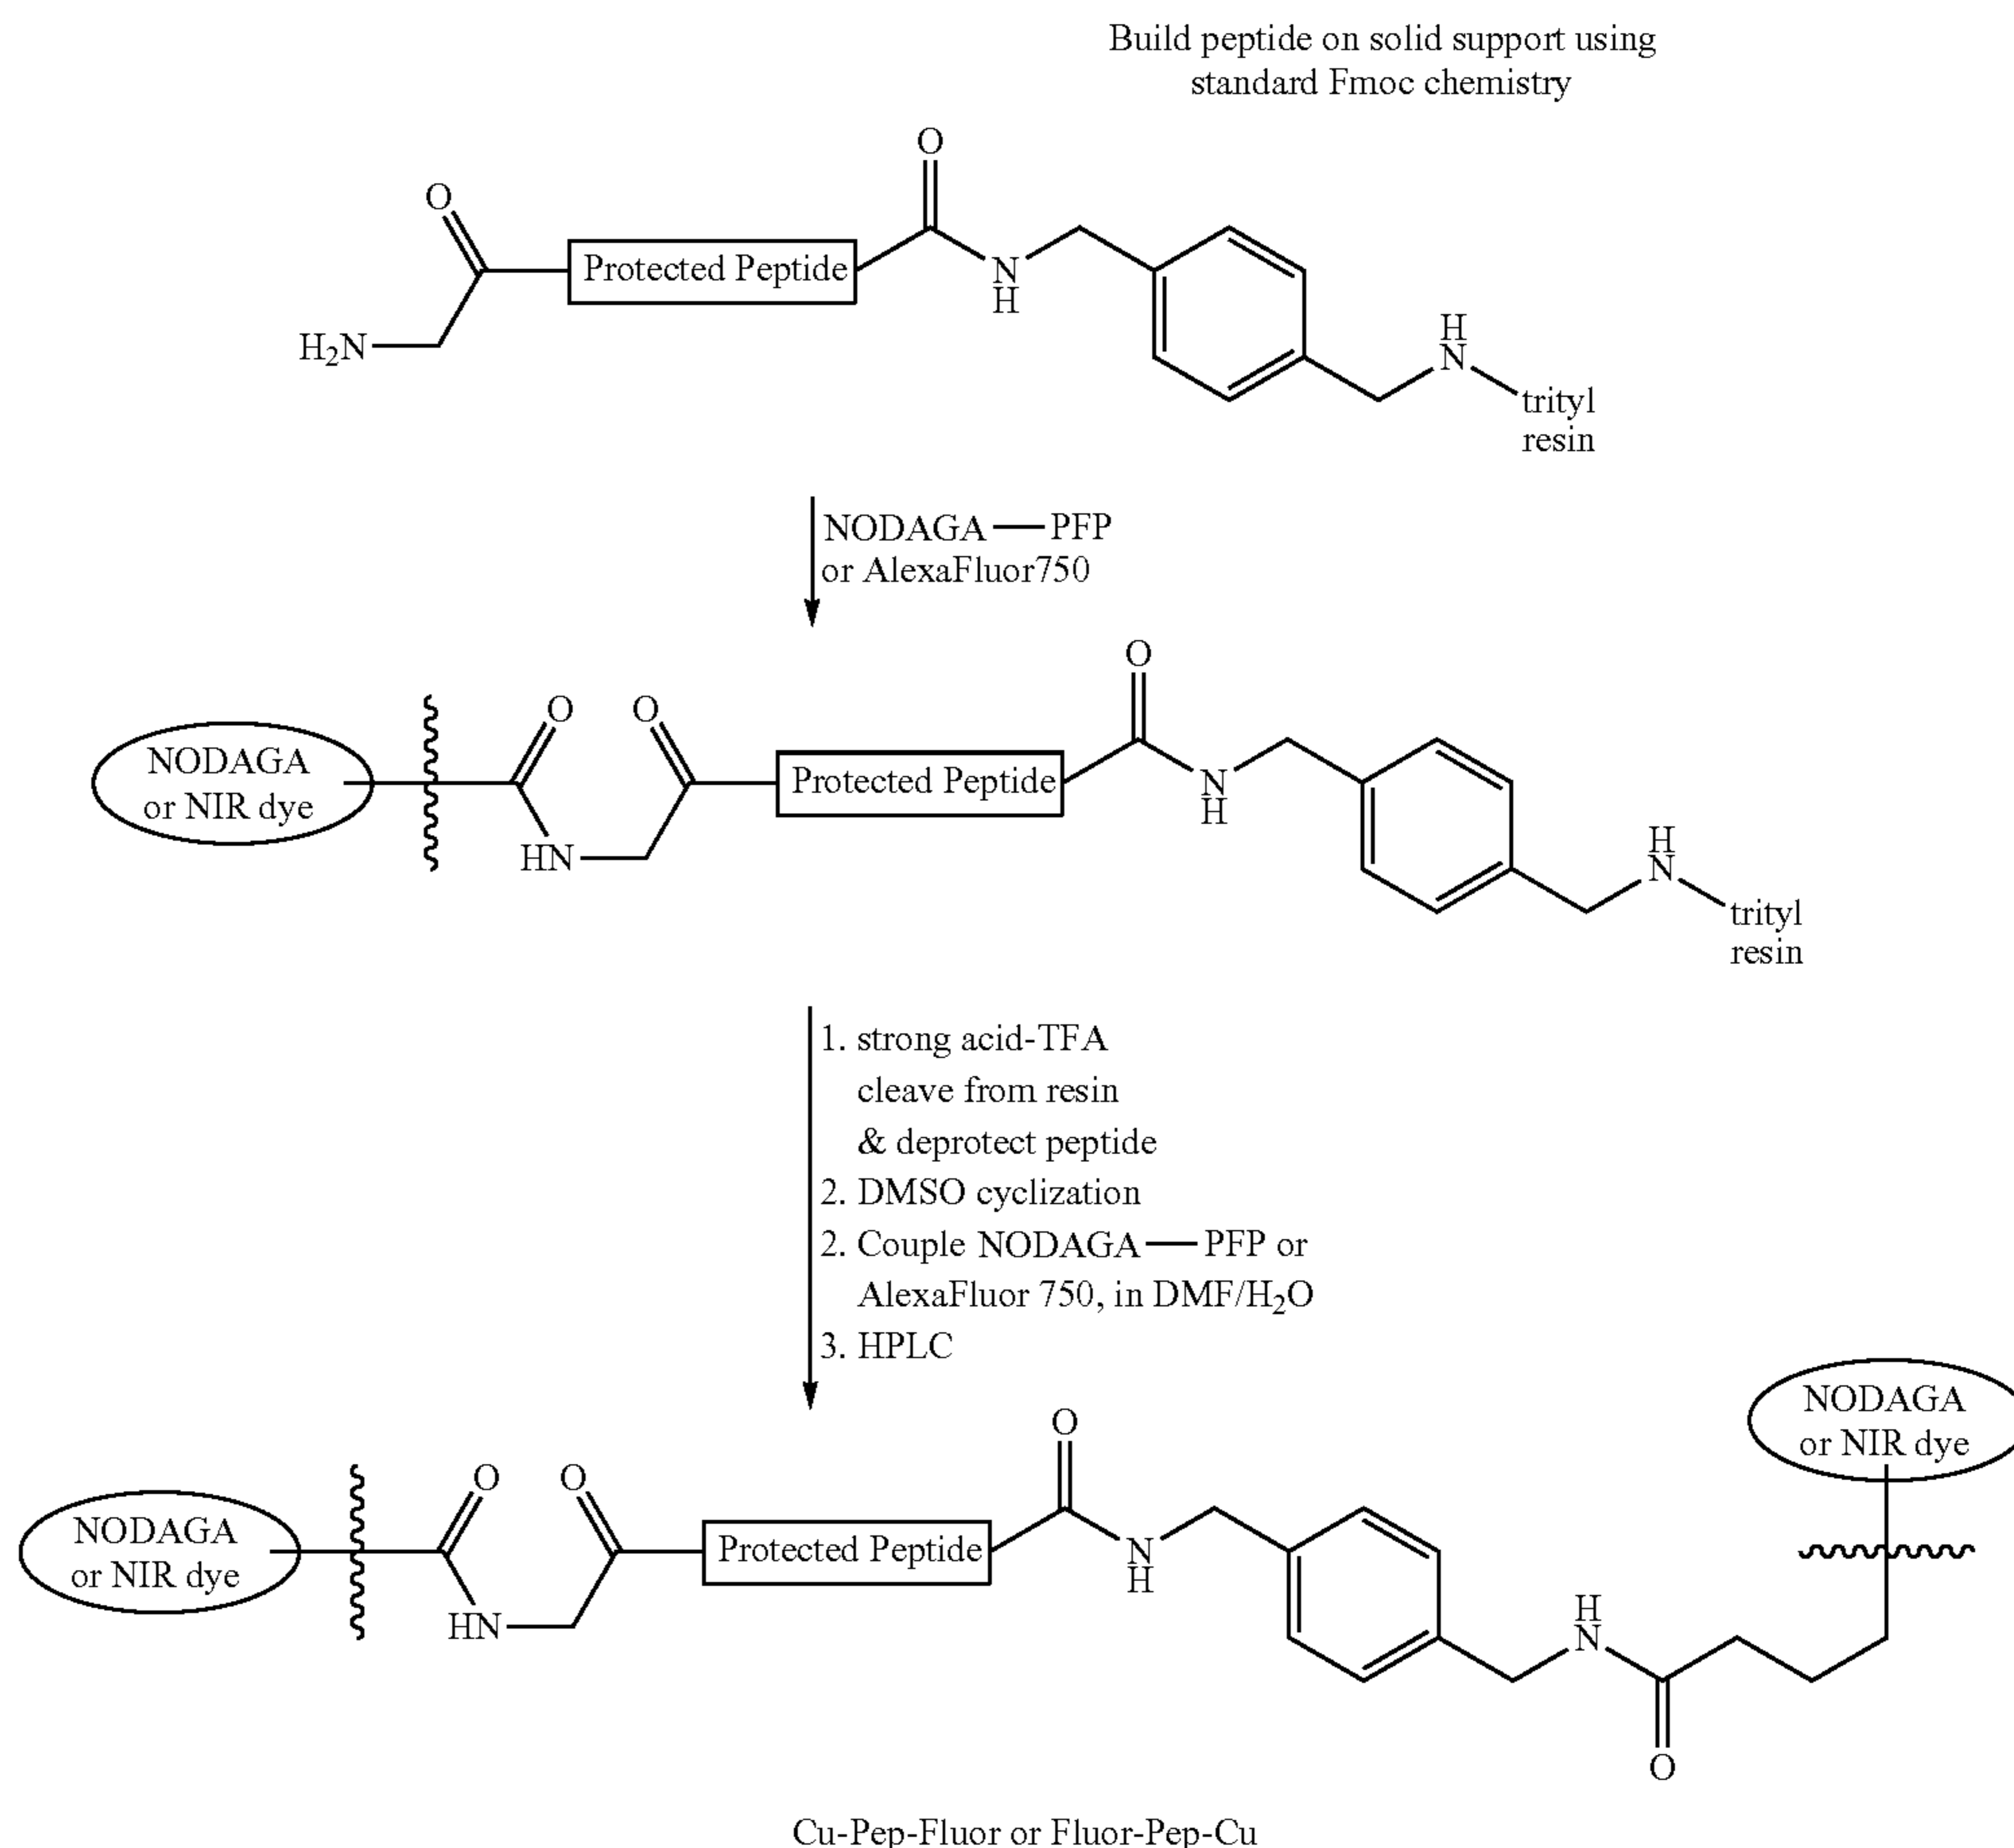 Build peptide on solid support using
standard Fmoc chemistry
O
O
Protected Peptide
N
H
H2N
H
N
trityl
resin
NODAGA — PFP
or AlexaFluor750
O
O
O
NODAGA
or NIR dye
Protected Peptide
N
H
HN
H
N
trityl
resin
1. strong acid-TFA
cleave from resin
& deprotect peptide
2. DMSO cyclization
2. Couple NODAGA — PFP or
AlexaFluor 750, in DMF/H2O
3. HPLC
NODAGA
or NIR dye
O
O
O
NODAGA
or NIR dye
Protected Peptide
N
H
HN
H
N
O
Cu-Pep-Fluor or Fluor-Pep-Cu